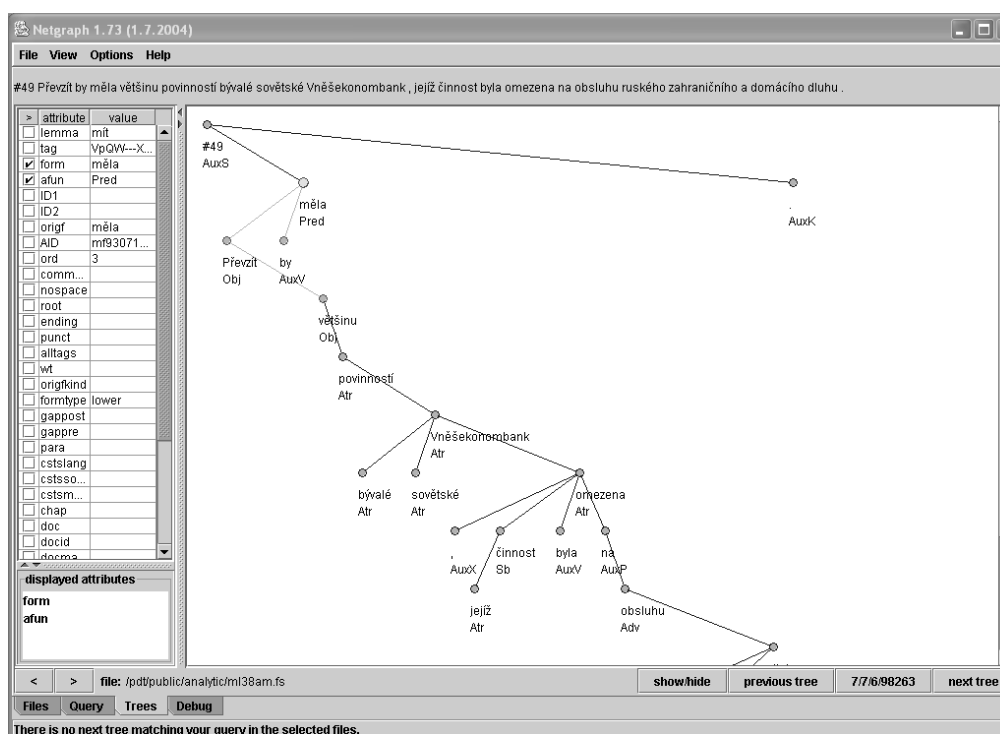 Netgraph 1.73 (1.7.2004)
File View Options Help
#49 Převzít by měla většinu povinností bývalé sovětské Vněšekonombank , jejíž činnost byla omezena na obsluhu ruského zahraničního a domácího dluhu .
> attribute value
lemma mít
tag VpQW---X...
form měla
afun Pred
ID1
ID2
origf měla
AID mf93071...
ord 3
comm...
nospace
root
ending
punct
alltags
wt
origfkind
formtype lower
gappost
gappre
para
cstslang
cstsso...
cstsm...
chap
doc
docid
docma
displayed attributes
form
afun
#49
AuxS
měla
Pred
.
AuxK
Převzít by
Obj AuxV
většinu
Obj
povinností
Atr
Vněšekonombank
Atr
bývalé sovětské omezena
Atr Atr Atr
, činnost byla na
AuxX Sb AuxV AuxP
jejíž obsluhu
Atr Adv
< > file: /pdt/public/analytic/ml38am.fs show/hide previous tree 7/7/6/98263 next tree
Files Query Trees Debug
There is no next tree matching your query in the selected files.